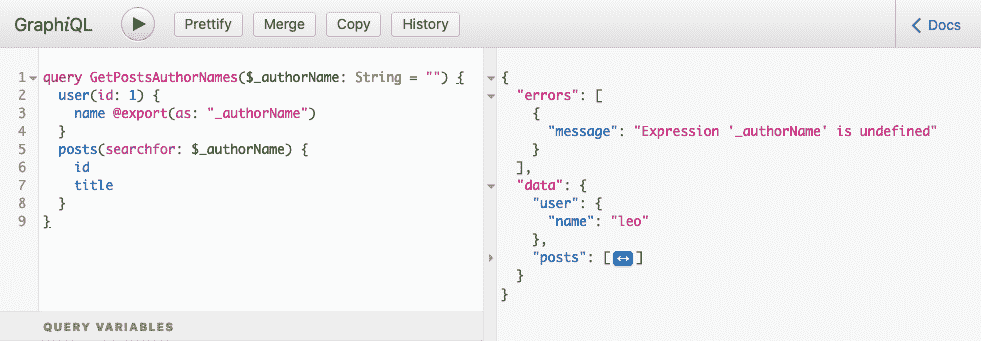 GraphiQL Prettify Merge Copy History Docs
1 query GetPostsAuthorNames($_authorName: String = "") {
2 user(id: 1) {
3 name @export(as: "_authorName")
4 }
5 posts(searchfor: $_authorName) {
6 id
7 title
8 }
9 }
QUERY VARIABLES
{
"errors": [
{
"message": "Expression '_authorName' is undefined"
}
],
"data": {
"user": {
"name": "leo"
},
"posts": [↔]
}
}